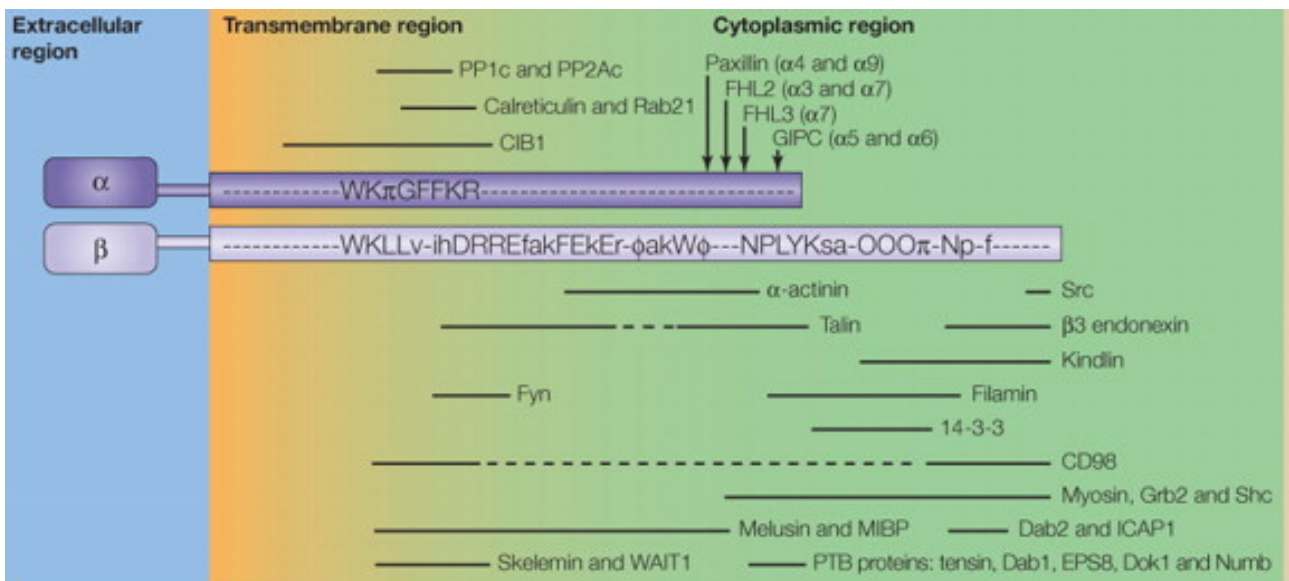 Extracellular region
Transmembrane region
Cytoplasmic region
PP1c and PP2Ac
Paxillin (α4 and α9)
FHL2 (α3 and α7)
Calreticulin and Rab21
FHL3 (α7)
CIB1
GIPC (α5 and α6)
α
------------WKπGFFKR--------------------------------
β
------------WKLLv-ihDRREfakFEkEr-ϕakWϕ---NPLYKsa-OOOπ-Np-f------
α-actinin
Src
Talin
β3 endonexin
Kindlin
Fyn
Filamin
14-3-3
CD98
Myosin, Grb2 and Shc
Melusin and MIBP
Dab2 and ICAP1
Skelemin and WAIT1
PTB proteins: tensin, Dab1, EPS8, Dok1 and Numb